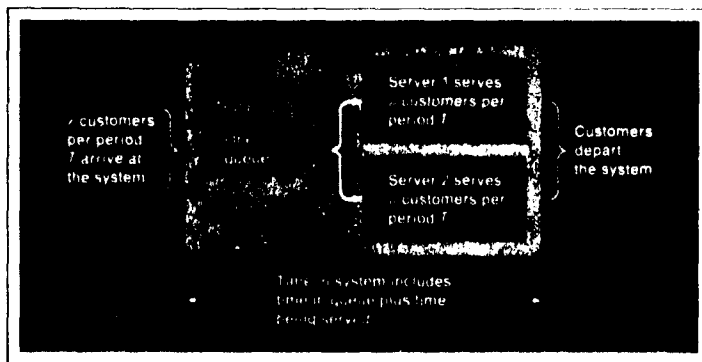 customers
per period
T arrive at
the system
queue
Server 1 serves
customers per
period T
Server 2 serves
customers per
period T
Customers
depart
the system
Time in system includes
time in queue plus time
being served